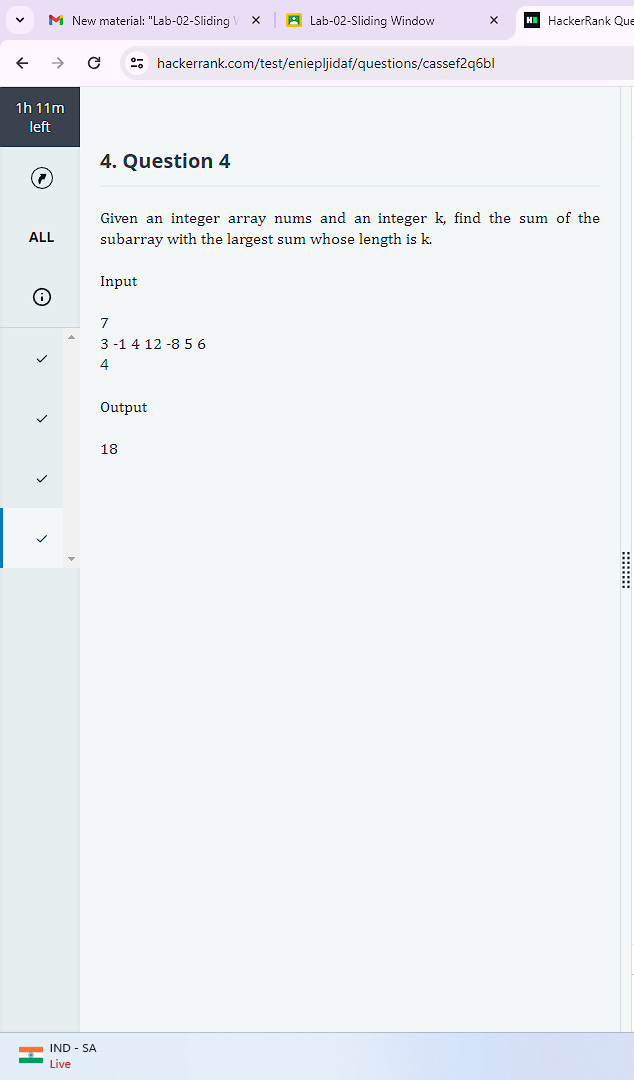 New material: "Lab-02-Sliding
Lab-02-Sliding Window
HackerRank Que
hackerrank.com/test/eniepljidaf/questions/cassef2q6bl
1h 11m
left
4. Question 4
Given an integer array nums and an integer k, find the sum of the
subarray with the largest sum whose length is k.
ALL
Input
7
3 -1 4 12 -8 5 6
4
Output
18
IND - SA
Live